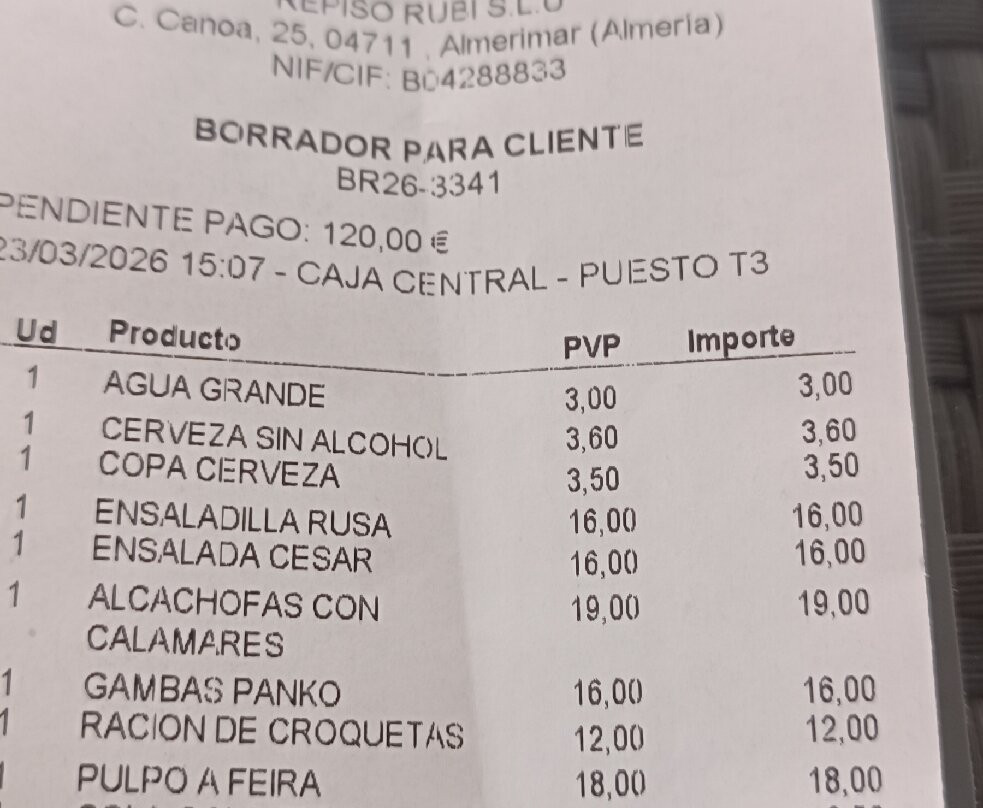 REPISO RUBI S.L.U
C. Canoa, 25, 04711 , Almerimar (Almería)
NIF/CIF: B04288833
BORRADOR PARA CLIENTE
BR26-3341
PENDIENTE PAGO: 120,00 €
23/03/2026 15:07 - CAJA CENTRAL - PUESTO T3
Ud Producto PVP Importe
1 AGUA GRANDE 3,00 3,00
1 CERVEZA SIN ALCOHOL 3,60 3,60
1 COPA CERVEZA 3,50 3,50
1 ENSALADILLA RUSA 16,00 16,00
1 ENSALADA CESAR 16,00 16,00
1 ALCACHOFAS CON 19,00 19,00
CALAMARES
1 GAMBAS PANKO 16,00 16,00
1 RACION DE CROQUETAS 12,00 12,00
1 PULPO A FEIRA 18,00 18,00